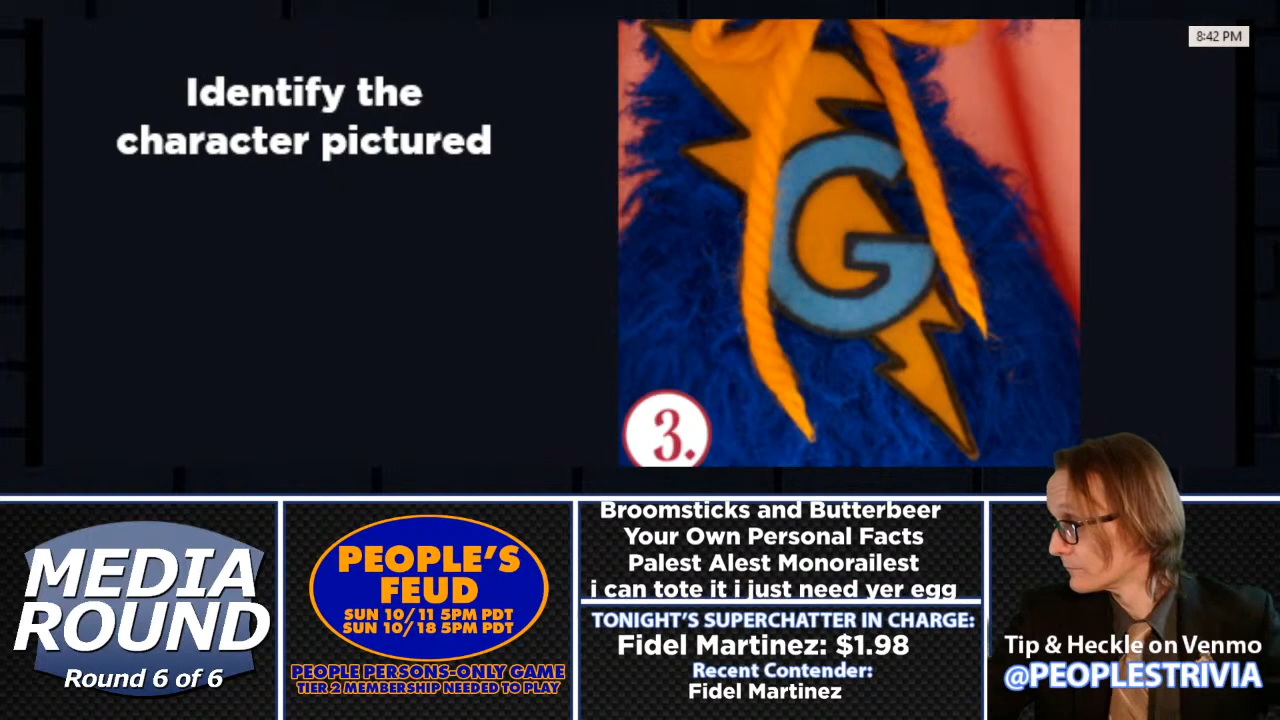 8:42 PM
Identify the
character pictured
G
3.
MEDIA
ROUND
Round 6 of 6
PEOPLE'S
FEUD
SUN 10/11 5PM PDT
SUN 10/18 5PM PDT
PEOPLE PERSONS-ONLY GAME
TIER 2 MEMBERSHIP NEEDED TO PLAY
Broomsticks and Butterbeer
Your Own Personal Facts
Palest Alest Monorailest
i can tote it i just need yer egg
TONIGHT'S SUPERCHATTER IN CHARGE:
Fidel Martinez: $1.98
Recent Contender:
Fidel Martinez
Tip & Heckle on Venmo
@PEOPLESTRIVIA